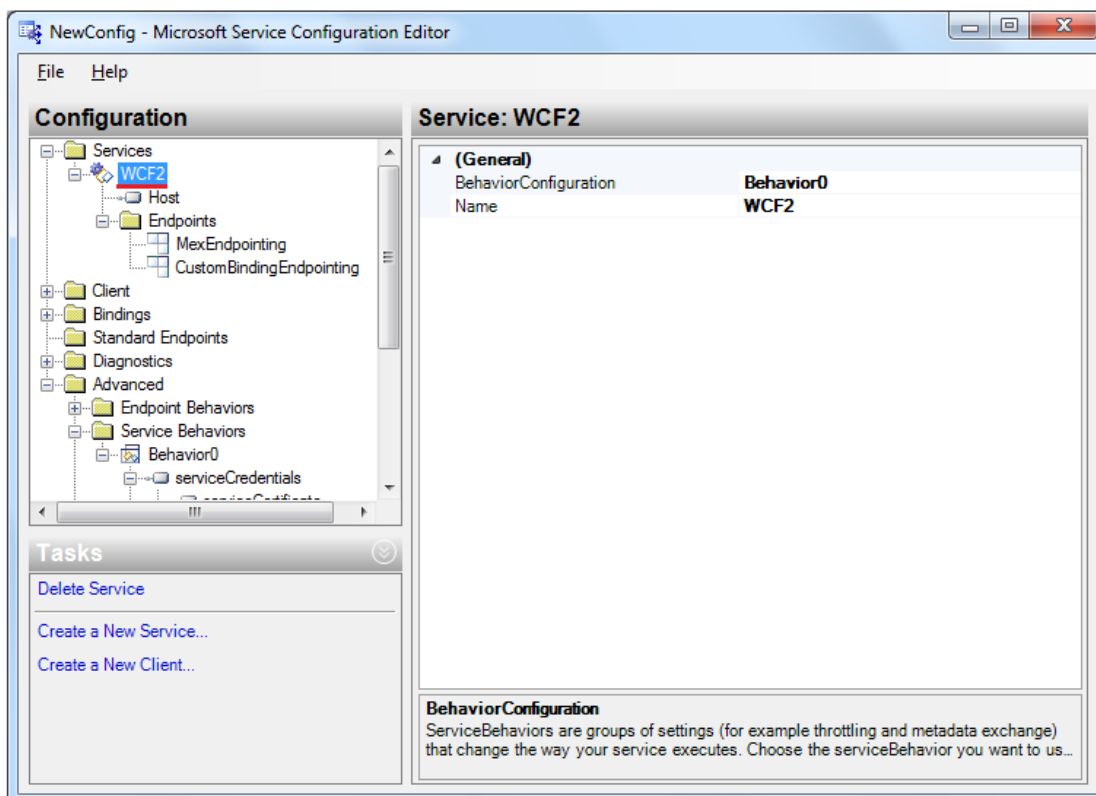 NewConfig - Microsoft Service Configuration Editor
File Help
Configuration
Services
WCF2
Host
Endpoints
MexEndpointing
CustomBindingEndpointing
Client
Bindings
Standard Endpoints
Diagnostics
Advanced
Endpoint Behaviors
Service Behaviors
Behavior0
serviceCredentials
serviceCertificate
Tasks
Delete Service
Create a New Service...
Create a New Client...
Service: WCF2
(General)
BehaviorConfiguration Behavior0
Name WCF2
BehaviorConfiguration
ServiceBehaviors are groups of settings (for example throttling and metadata exchange)
that change the way your service executes. Choose the serviceBehavior you want to us...